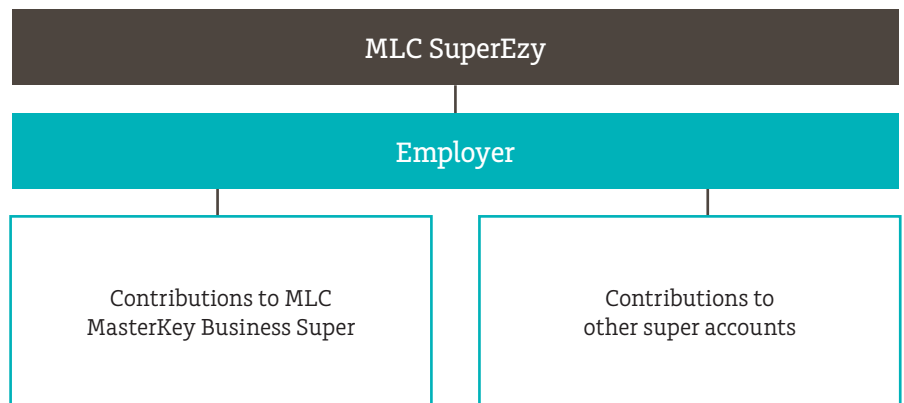 MLC SuperEzy
Employer
Contributions to MLC
MasterKey Business Super
Contributions to
other super accounts